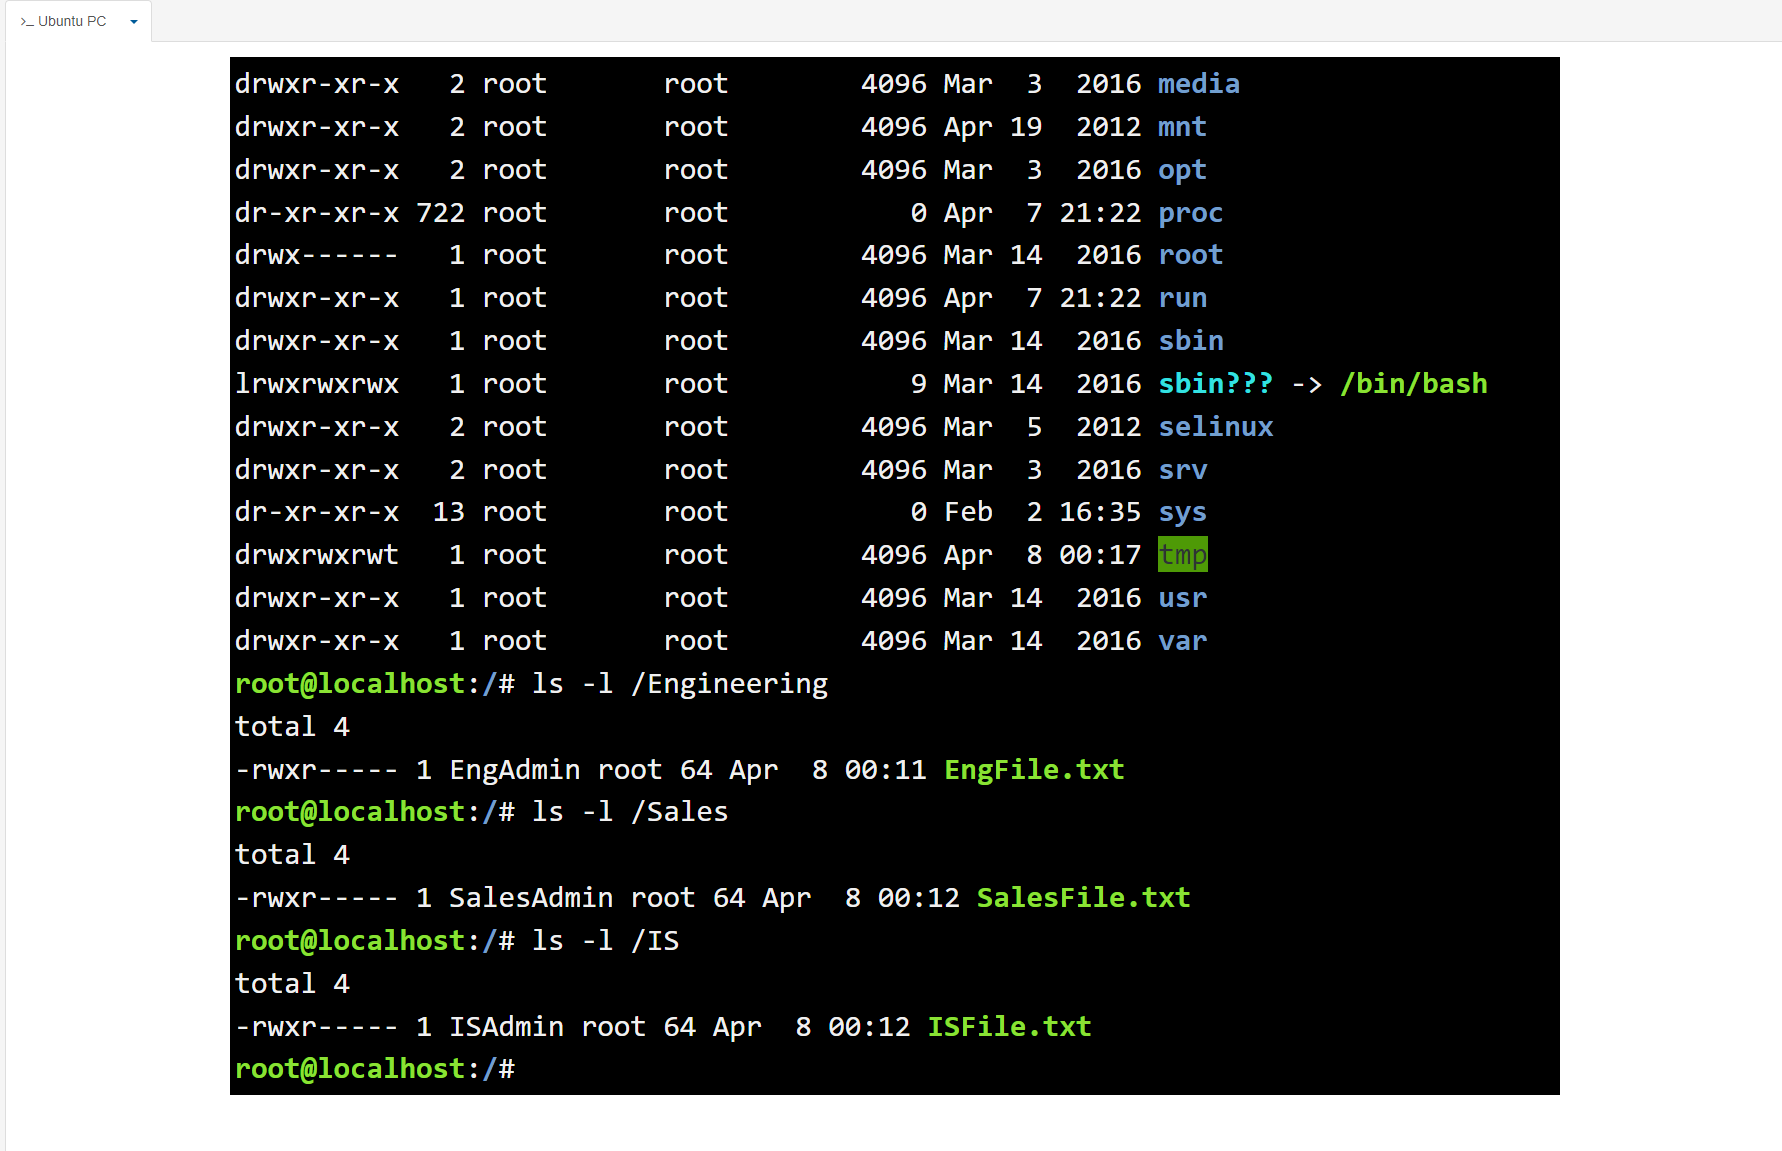 >_ Ubuntu PC
drwxr-xr-x   2 root       root        4096 Mar  3  2016 media
drwxr-xr-x   2 root       root        4096 Apr 19  2012 mnt
drwxr-xr-x   2 root       root        4096 Mar  3  2016 opt
dr-xr-xr-x 722 root       root           0 Apr  7 21:22 proc
drwx------   1 root       root        4096 Mar 14  2016 root
drwxr-xr-x   1 root       root        4096 Apr  7 21:22 run
drwxr-xr-x   1 root       root        4096 Mar 14  2016 sbin
lrwxrwxrwx   1 root       root           9 Mar 14  2016 sbin??? -> /bin/bash
drwxr-xr-x   2 root       root        4096 Mar  5  2012 selinux
drwxr-xr-x   2 root       root        4096 Mar  3  2016 srv
dr-xr-xr-x  13 root       root           0 Feb  2 16:35 sys
drwxrwxrwt   1 root       root        4096 Apr  8 00:17 tmp
drwxr-xr-x   1 root       root        4096 Mar 14  2016 usr
drwxr-xr-x   1 root       root        4096 Mar 14  2016 var
root@localhost:/# ls -l /Engineering
total 4
-rwxr----- 1 EngAdmin root 64 Apr  8 00:11 EngFile.txt
root@localhost:/# ls -l /Sales
total 4
-rwxr----- 1 SalesAdmin root 64 Apr  8 00:12 SalesFile.txt
root@localhost:/# ls -l /IS
total 4
-rwxr----- 1 ISAdmin root 64 Apr  8 00:12 ISFile.txt
root@localhost:/#